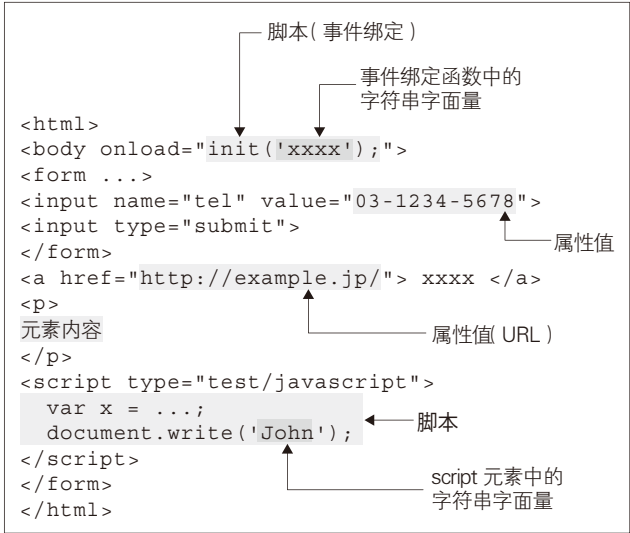 脚本（事件绑定）
事件绑定函数中的
字符串字面量
<html>
<body onload="init('xxxx');">
<form ...>
<input name="tel" value="03-1234-5678">
<input type="submit">
属性值
</form>
<a href="http://example.jp/"> xxxx </a>
<p>
元素内容
属性值（URL）
</p>
<script type="test/javascript">
  var x = ...;
脚本
  document.write('John');
</script>
script 元素中的
</form>
字符串字面量
</html>